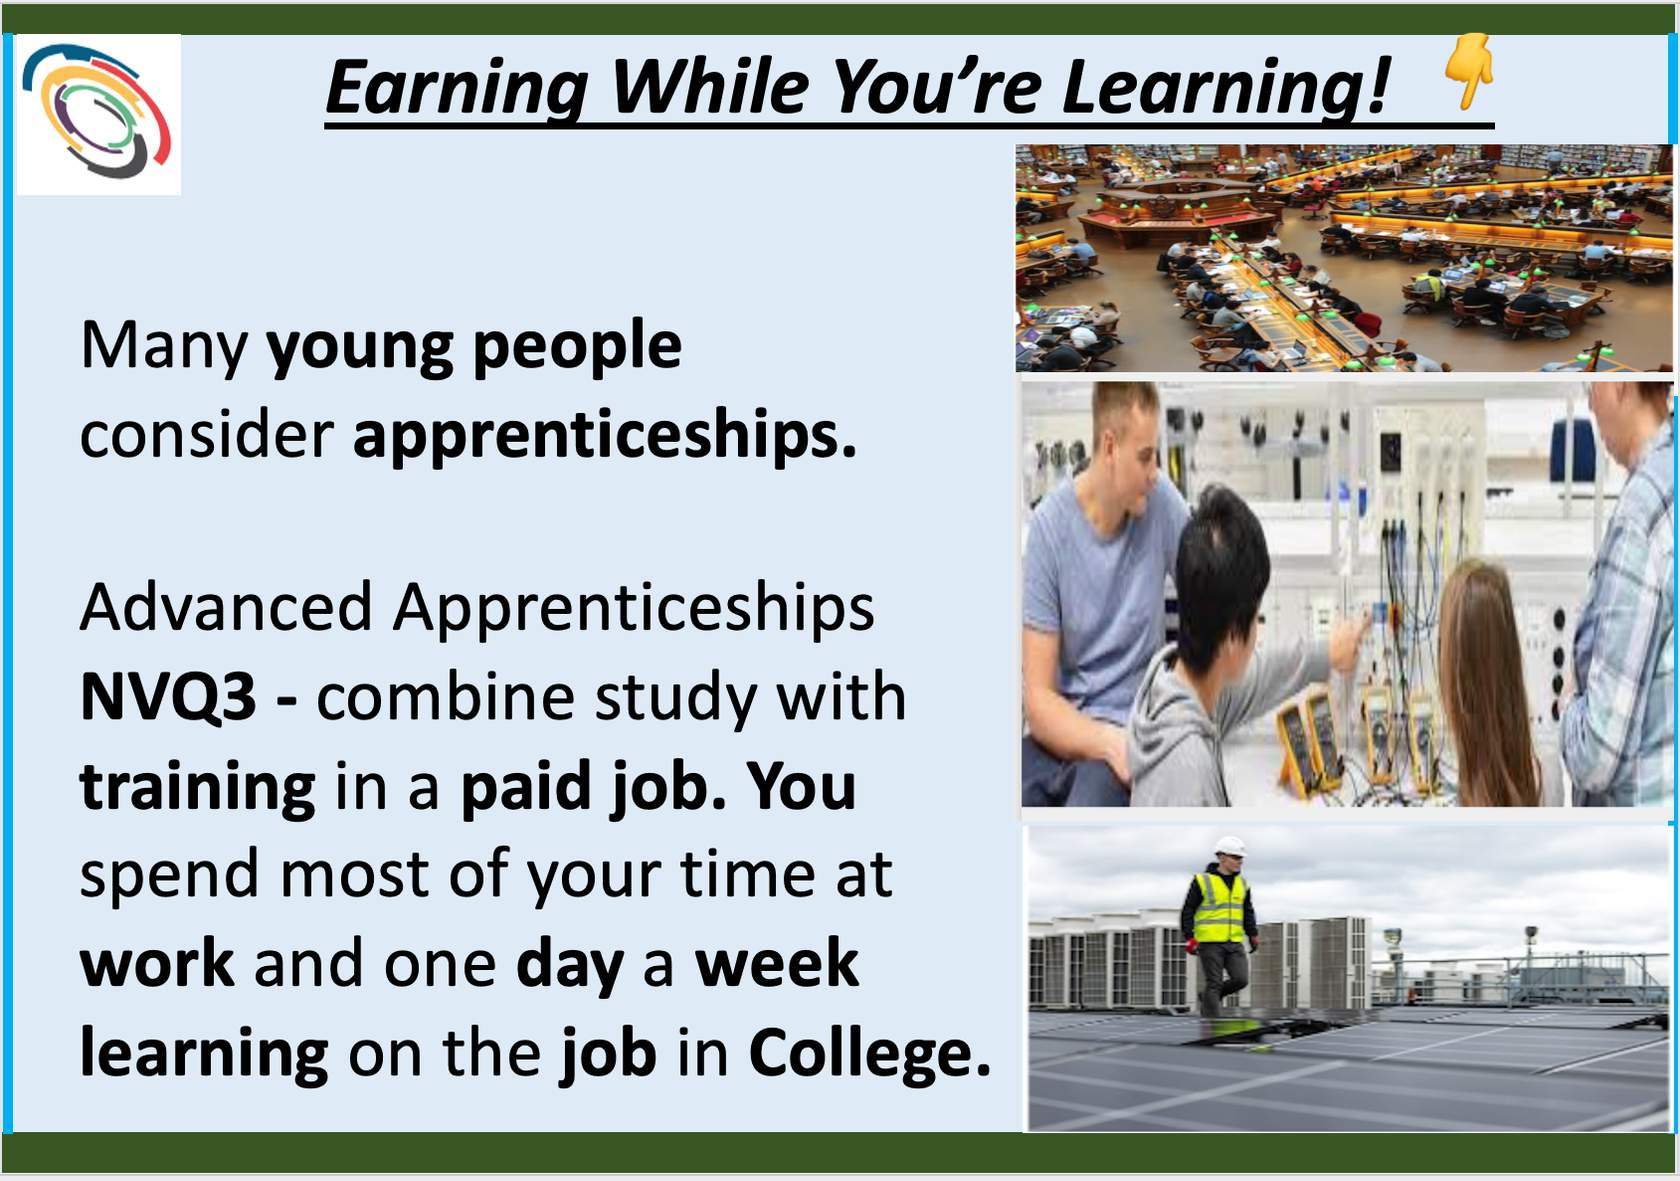 Earning While You’re Learning! 👇
Many young people
consider apprenticeships.
Advanced Apprenticeships
NVQ3 - combine study with
training in a paid job. You
spend most of your time at
work and one day a week
learning on the job in College.